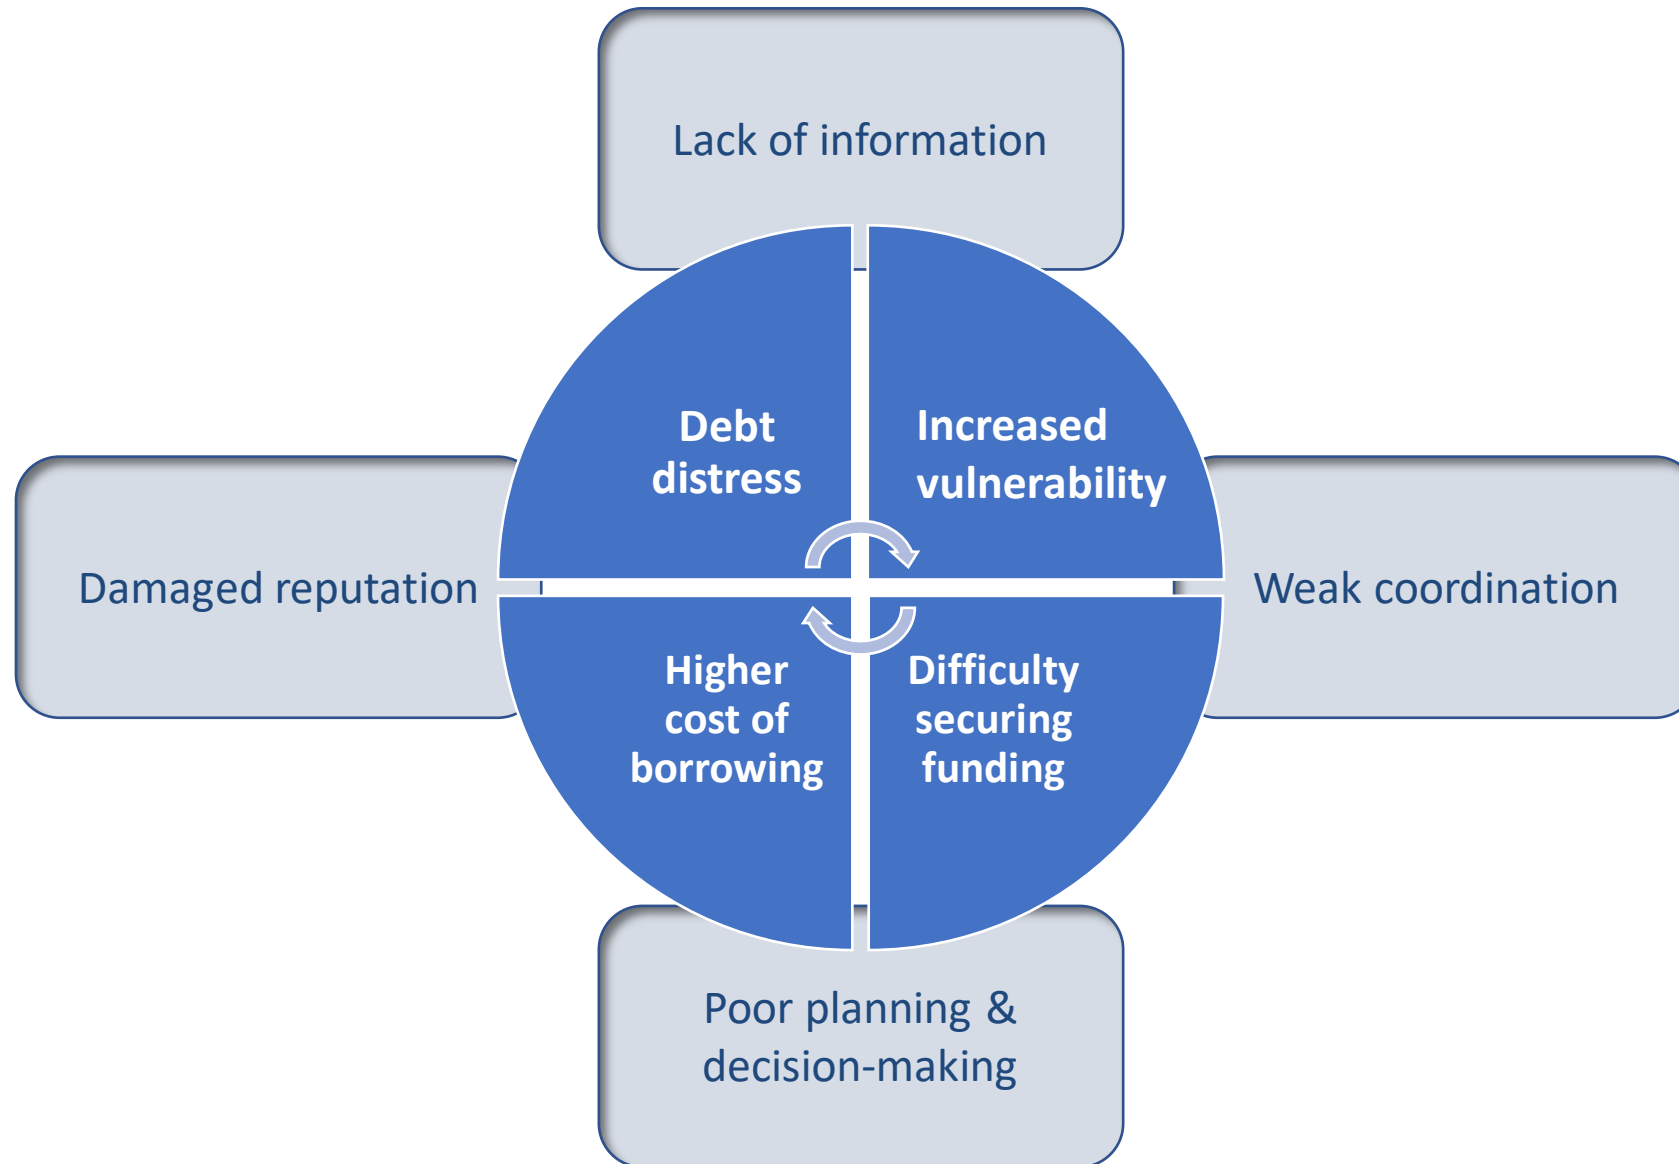 Lack of information
Debt
distress
Increased
vulnerability
Damaged reputation
Weak coordination
Higher
cost of
borrowing
Difficulty
securing
funding
Poor planning &
decision-making